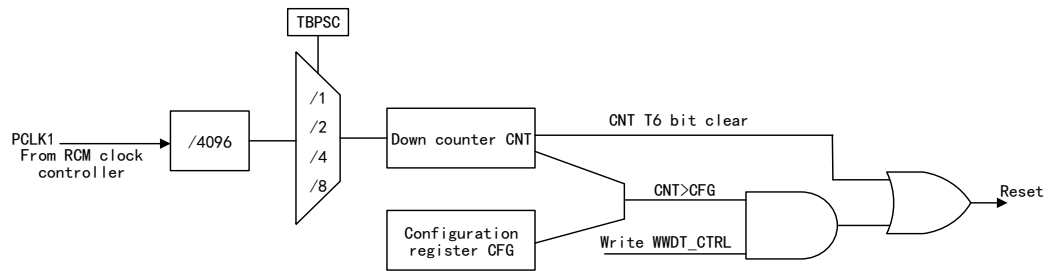 TBPSC
/1
/2
/4
/8
PCLK1
From RCM clock
controller
/4096
Down counter CNT
CNT T6 bit clear
CNT>CFG
Configuration
register CFG
Write WWDT_CTRL
Reset